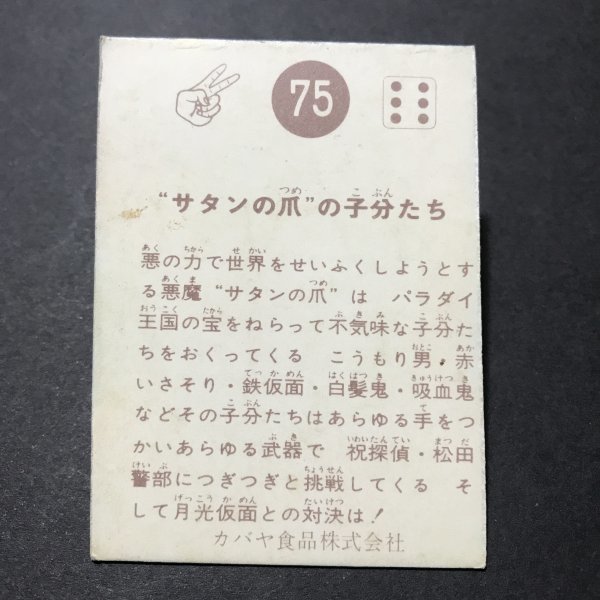 75
“サタンの爪”の子分たち
悪の力で世界をせいふくしようとす
る悪魔 “サタンの爪” は パラダイ
王国の宝をねらって不気味な子分た
ちをおくってくる こうもり男・赤
いさそり・鉄仮面・白髪鬼・吸血鬼
などその子分たちはあらゆる手をつ
かいあらゆる武器で 祝探偵・松田
警部につぎつぎと挑戦してくる そ
して月光仮面との対決は!
カバヤ食品株式会社